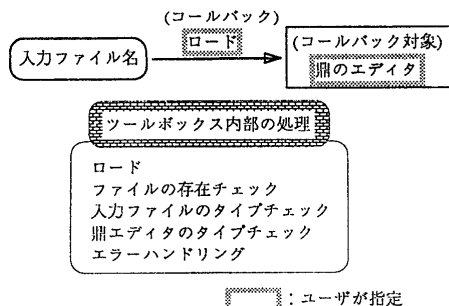 (コールバック)
ロード
入力ファイル名
(コールバック対象)
鼎のエディタ
ツールボックス内部の処理
ロード
ファイルの存在チェック
入力ファイルのタイプチェック
鼎エディタのタイプチェック
エラーハンドリング
:ユーザが指定